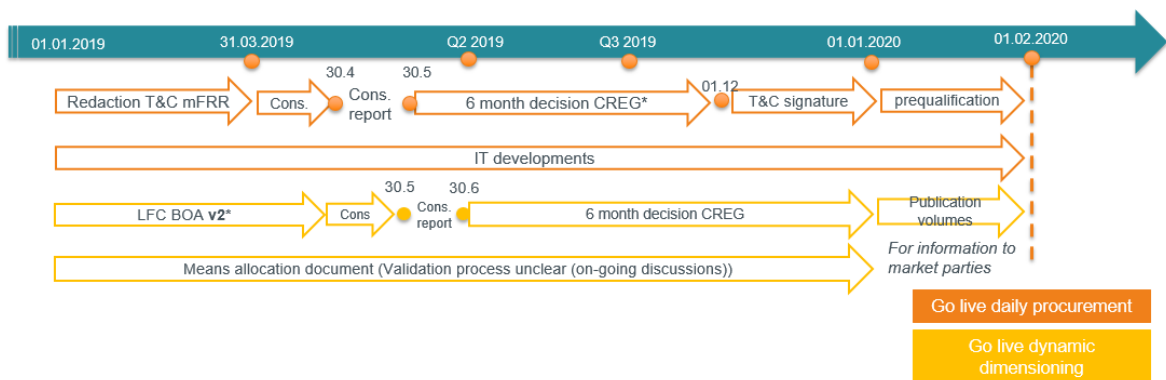 01.01.2019
31.03.2019
Q2 2019
Q3 2019
01.01.2020
01.02.2020
30.4
30.5
Redaction T&C mFRR
Cons.
Cons.
report
6 month decision CREG*
01.12
T&C signature
prequalification
IT developments
30.5
30.6
LFC BOA v2*
Cons
Cons.
report
6 month decision CREG
Publication
volumes
For information to
market parties
Means allocation document (Validation process unclear (on-going discussions))
Go live daily procurement
Go live dynamic
dimensioning